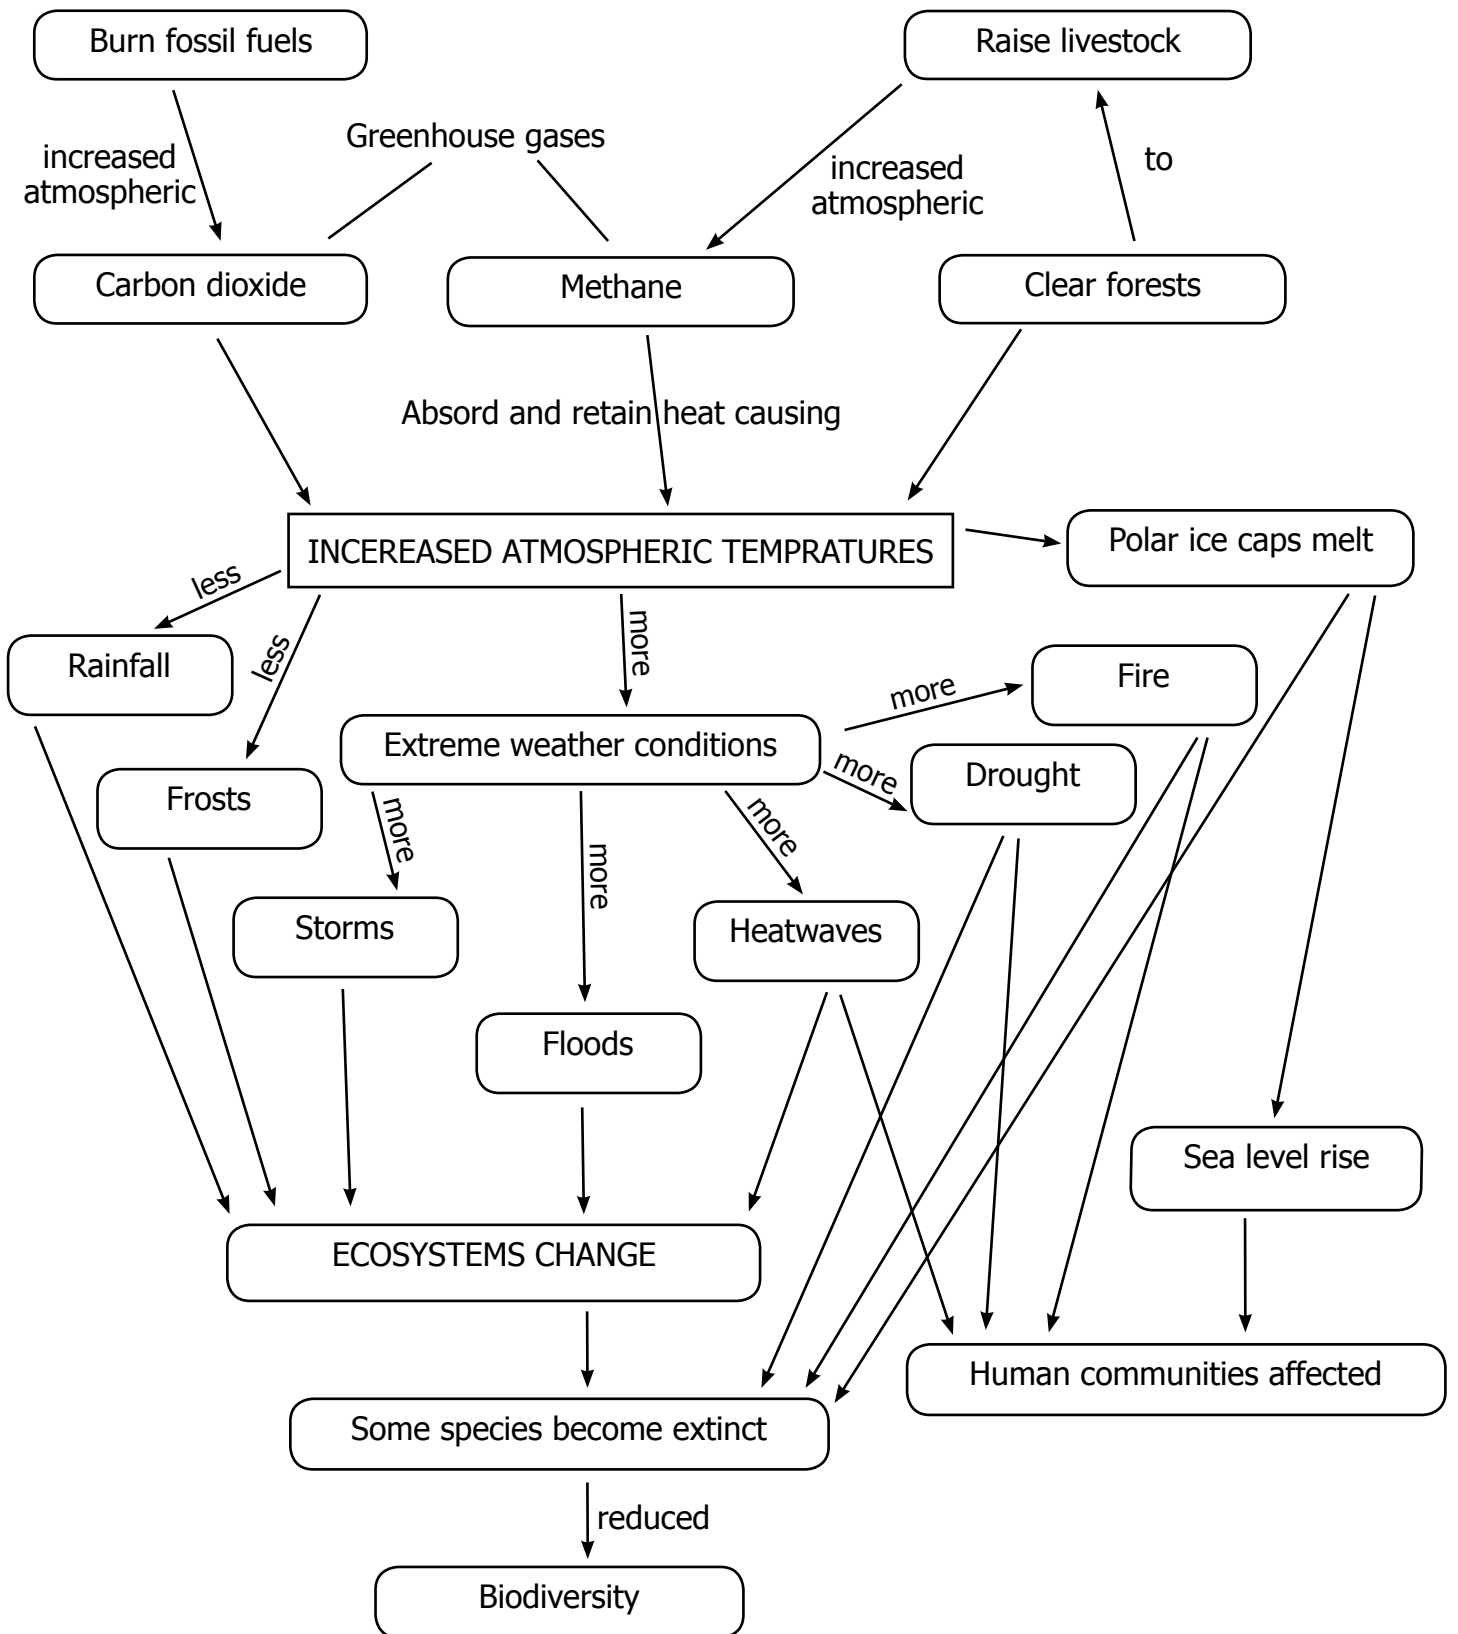 Burn fossil fuels
Raise livestock
Greenhouse gases
increased
atmospheric
increased
atmospheric
to
Carbon dioxide
Methane
Clear forests
Absord and retain heat causing
INCEREASED ATMOSPHERIC TEMPRATURES
Polar ice caps melt
less
less
more
Rainfall
Fire
more
Extreme weather conditions
more
Drought
Frosts
more
more
more
Storms
Heatwaves
Floods
Sea level rise
ECOSYSTEMS CHANGE
Human communities affected
Some species become extinct
reduced
Biodiversity